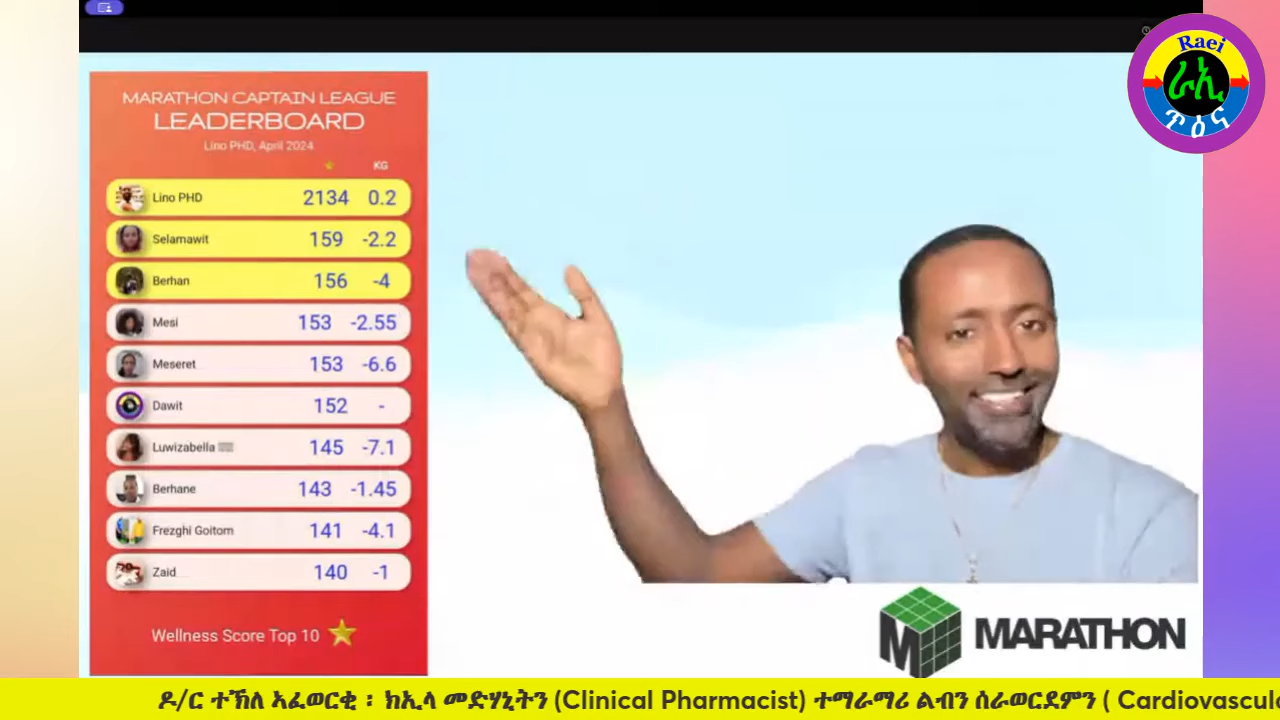 Raei
ራኢ
ጥዕና
MARATHON CAPTAIN LEAGUE
LEADERBOARD
Lino PHD, April 2024
KG
Lino PHD 2134 0.2
Selamawit 159 -2.2
Berhan 156 -4
Mesi 153 -2.55
Meseret 153 -6.6
Dawit 152 -
Luwizabella 145 -7.1
Berhane 143 -1.45
Frezghi Goitom 141 -4.1
Zaid 140 -1
Wellness Score Top 10
M MARATHON
ዶ/ር ተኽለ ኣፈወርቂ ፡ ክኢላ መድሃኒትን (Clinical Pharmacist) ተማራማሪ ልብን ሰራወርደምን ( Cardiovascul